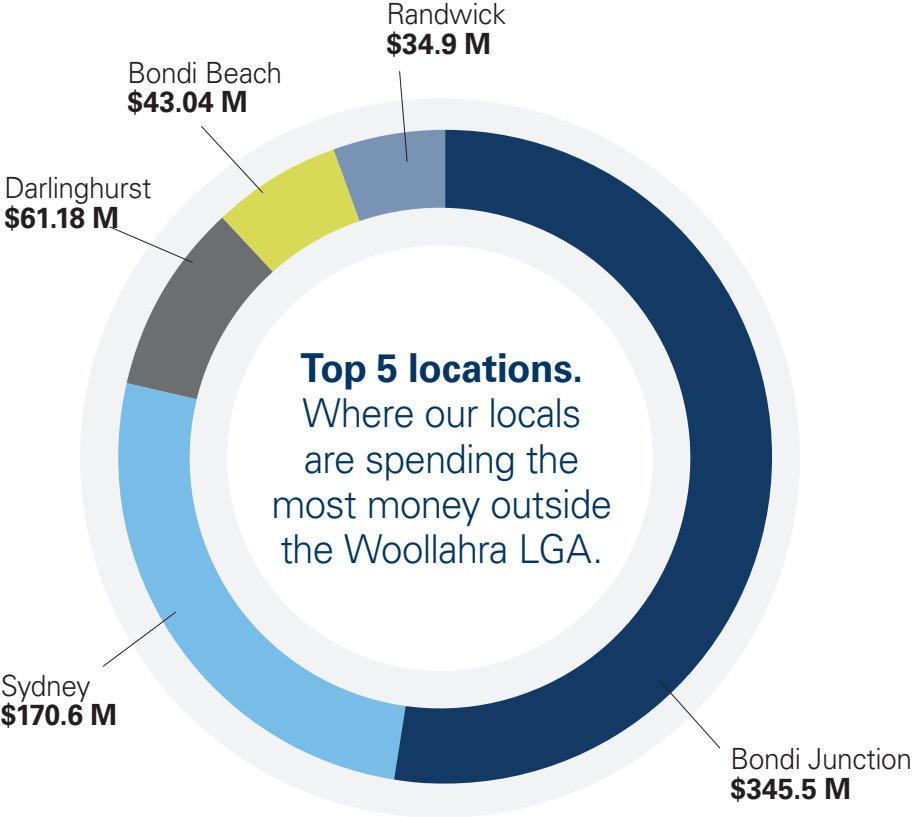 Randwick
$34.9 M
Bondi Beach
$43.04 M
Darlinghurst
$61.18 M
Top 5 locations.
Where our locals
are spending the
most money outside
the Woollahra LGA.
Sydney
$170.6 M
Bondi Junction
$345.5 M